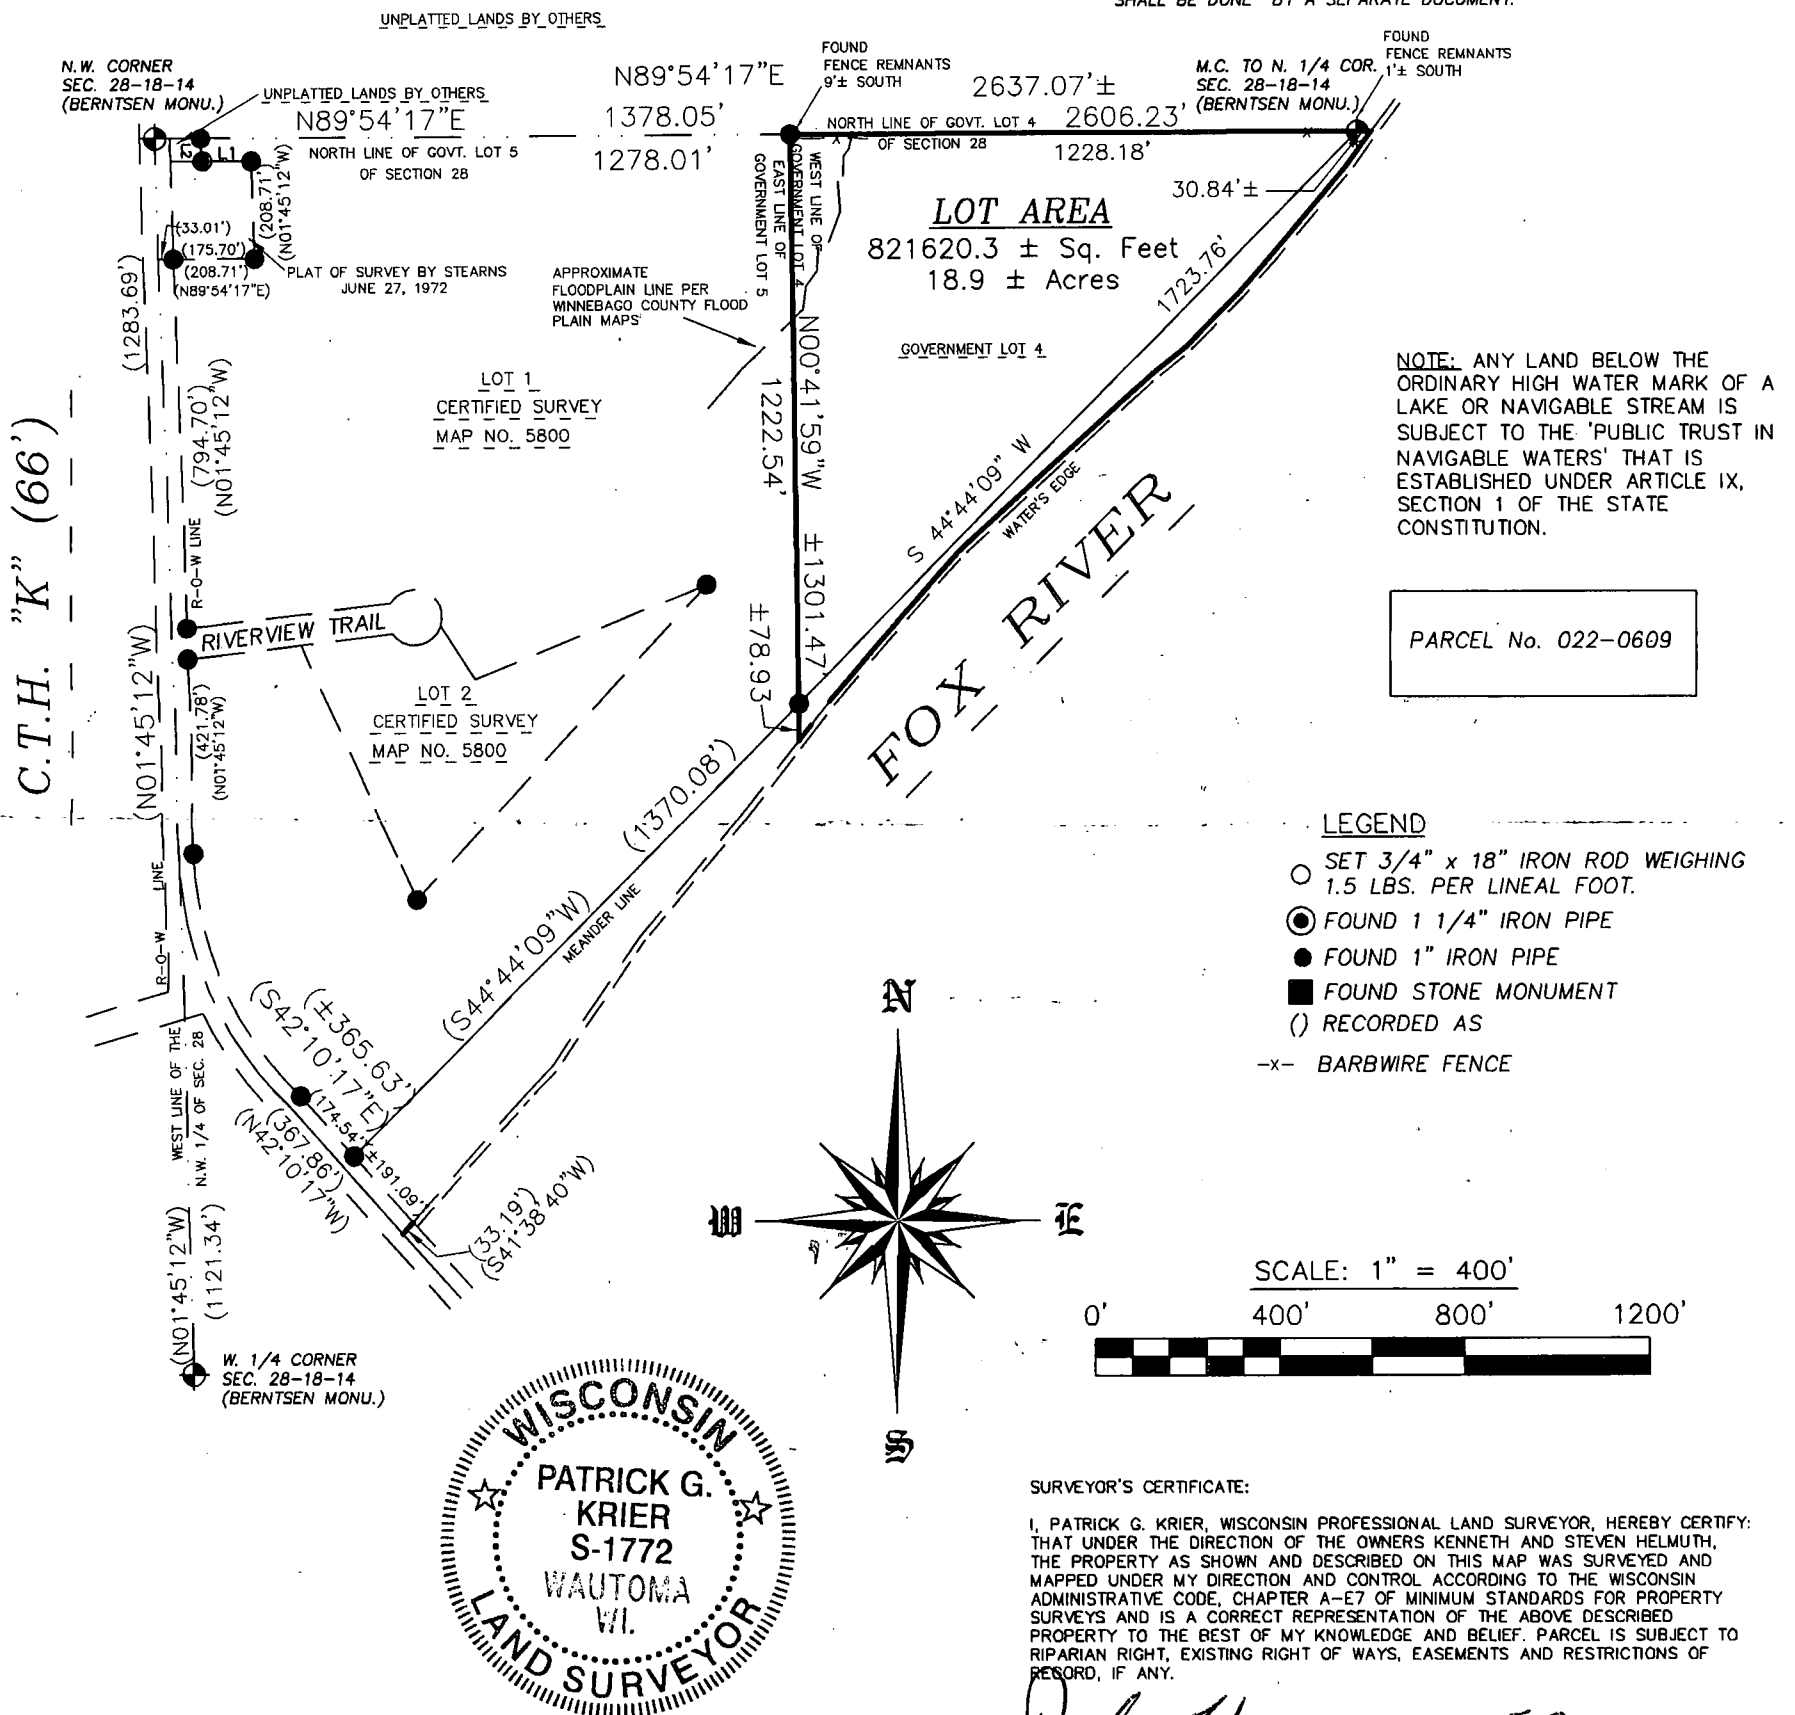 SHALL BE DONE BY A SEPARATE DOCUMENT.
UNPLATTED LANDS BY OTHERS
N.W. CORNER
SEC. 28-18-14
(BERNTSEN MONU.)
UNPLATTED LANDS BY OTHERS
N89°54'17"E
NORTH LINE OF GOVT. LOT 5
OF SECTION 28
N89°54'17"E
1378.05'
1278.01'
FOUND
FENCE REMNANTS
9'± SOUTH
2637.07'±
2606.23'
NORTH LINE OF GOVT. LOT 4
OF SECTION 28
1228.18'
30.84'±
M.C. TO N. 1/4 COR.
SEC. 28-18-14
(BERNTSEN MONU.)
FOUND
FENCE REMNANTS
1'± SOUTH
L2
L1
(208.71')
(N01°45'12"W)
(33.01')
(175.70')
(208.71')
(N89°54'17"E)
PLAT OF SURVEY BY STEARNS
JUNE 27, 1972
(1283.69')
WEST LINE OF
GOVERNMENT LOT 4
EAST LINE OF
GOVERNMENT LOT 5
LOT AREA
821620.3 ± Sq. Feet
18.9 ± Acres
APPROXIMATE
FLOODPLAIN LINE PER
WINNEBAGO COUNTY FLOOD
PLAIN MAPS
GOVERNMENT LOT 4
1723.76'
S 44°44'09" W
WATER'S EDGE
FOX RIVER
N00°41'59"W
1222.54'
±1301.47'
±78.93
LOT 1
CERTIFIED SURVEY
MAP NO. 5800
C.T.H. "K" (66')
(794.70')
(N01°45'12"W)
R-O-W LINE
RIVERVIEW TRAIL
(N01°45'12"W)
(421.78')
(N01°45'12"W)
LOT 2
CERTIFIED SURVEY
MAP NO. 5800
(1370.08')
(S44°44'09"W)
MEANDER LINE
R-O-W LINE
WEST LINE OF THE
N.W. 1/4 OF SEC. 28
(±365.63')
(S42°10'17"E)
(174.54')
±191.09'
(367.86')
(N42°10'17"W)
(33.19')
(S41°38'40"W)
(N01°45'12"W)
(1121.34')
W. 1/4 CORNER
SEC. 28-18-14
(BERNTSEN MONU.)
NOTE: ANY LAND BELOW THE
ORDINARY HIGH WATER MARK OF A
LAKE OR NAVIGABLE STREAM IS
SUBJECT TO THE 'PUBLIC TRUST IN
NAVIGABLE WATERS' THAT IS
ESTABLISHED UNDER ARTICLE IX,
SECTION 1 OF THE STATE
CONSTITUTION.
PARCEL No. 022-0609
LEGEND
SET 3/4" x 18" IRON ROD WEIGHING
1.5 LBS. PER LINEAL FOOT.
FOUND 1 1/4" IRON PIPE
FOUND 1" IRON PIPE
FOUND STONE MONUMENT
() RECORDED AS
-x- BARBWIRE FENCE
N
W
E
S
SCALE: 1" = 400'
0' 400' 800' 1200'
WISCONSIN
PATRICK G.
KRIER
S-1772
WAUTOMA
WI.
LAND SURVEYOR
SURVEYOR'S CERTIFICATE:
I, PATRICK G. KRIER, WISCONSIN PROFESSIONAL LAND SURVEYOR, HEREBY CERTIFY:
THAT UNDER THE DIRECTION OF THE OWNERS KENNETH AND STEVEN HELMUTH,
THE PROPERTY AS SHOWN AND DESCRIBED ON THIS MAP WAS SURVEYED AND
MAPPED UNDER MY DIRECTION AND CONTROL ACCORDING TO THE WISCONSIN
ADMINISTRATIVE CODE, CHAPTER A-E7 OF MINIMUM STANDARDS FOR PROPERTY
SURVEYS AND IS A CORRECT REPRESENTATION OF THE ABOVE DESCRIBED
PROPERTY TO THE BEST OF MY KNOWLEDGE AND BELIEF. PARCEL IS SUBJECT TO
RIPARIAN RIGHT, EXISTING RIGHT OF WAYS, EASEMENTS AND RESTRICTIONS OF
RECORD, IF ANY.